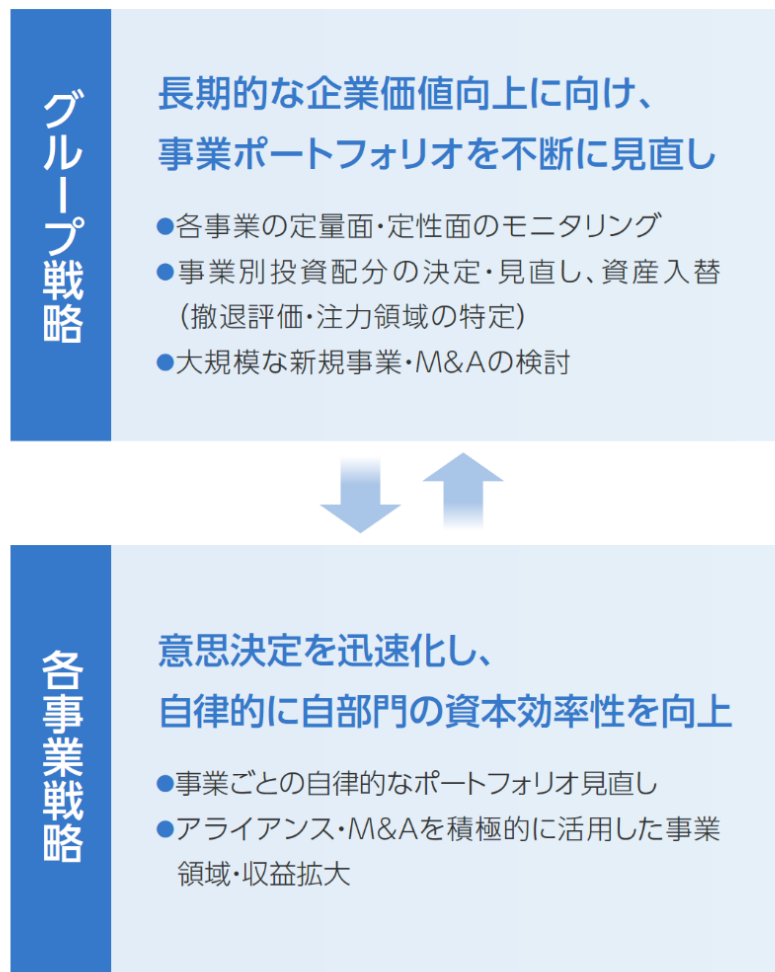 グループ戦略
長期的な企業価値向上に向け、
事業ポートフォリオを不断に見直し
●各事業の定量面・定性面のモニタリング
●事業別投資配分の決定・見直し、資産入替
（撤退評価・注力領域の特定）
●大規模な新規事業・M&Aの検討
各事業戦略
意思決定を迅速化し、
自律的に自部門の資本効率性を向上
●事業ごとの自律的なポートフォリオ見直し
●アライアンス・M&Aを積極的に活用した事業
領域・収益拡大